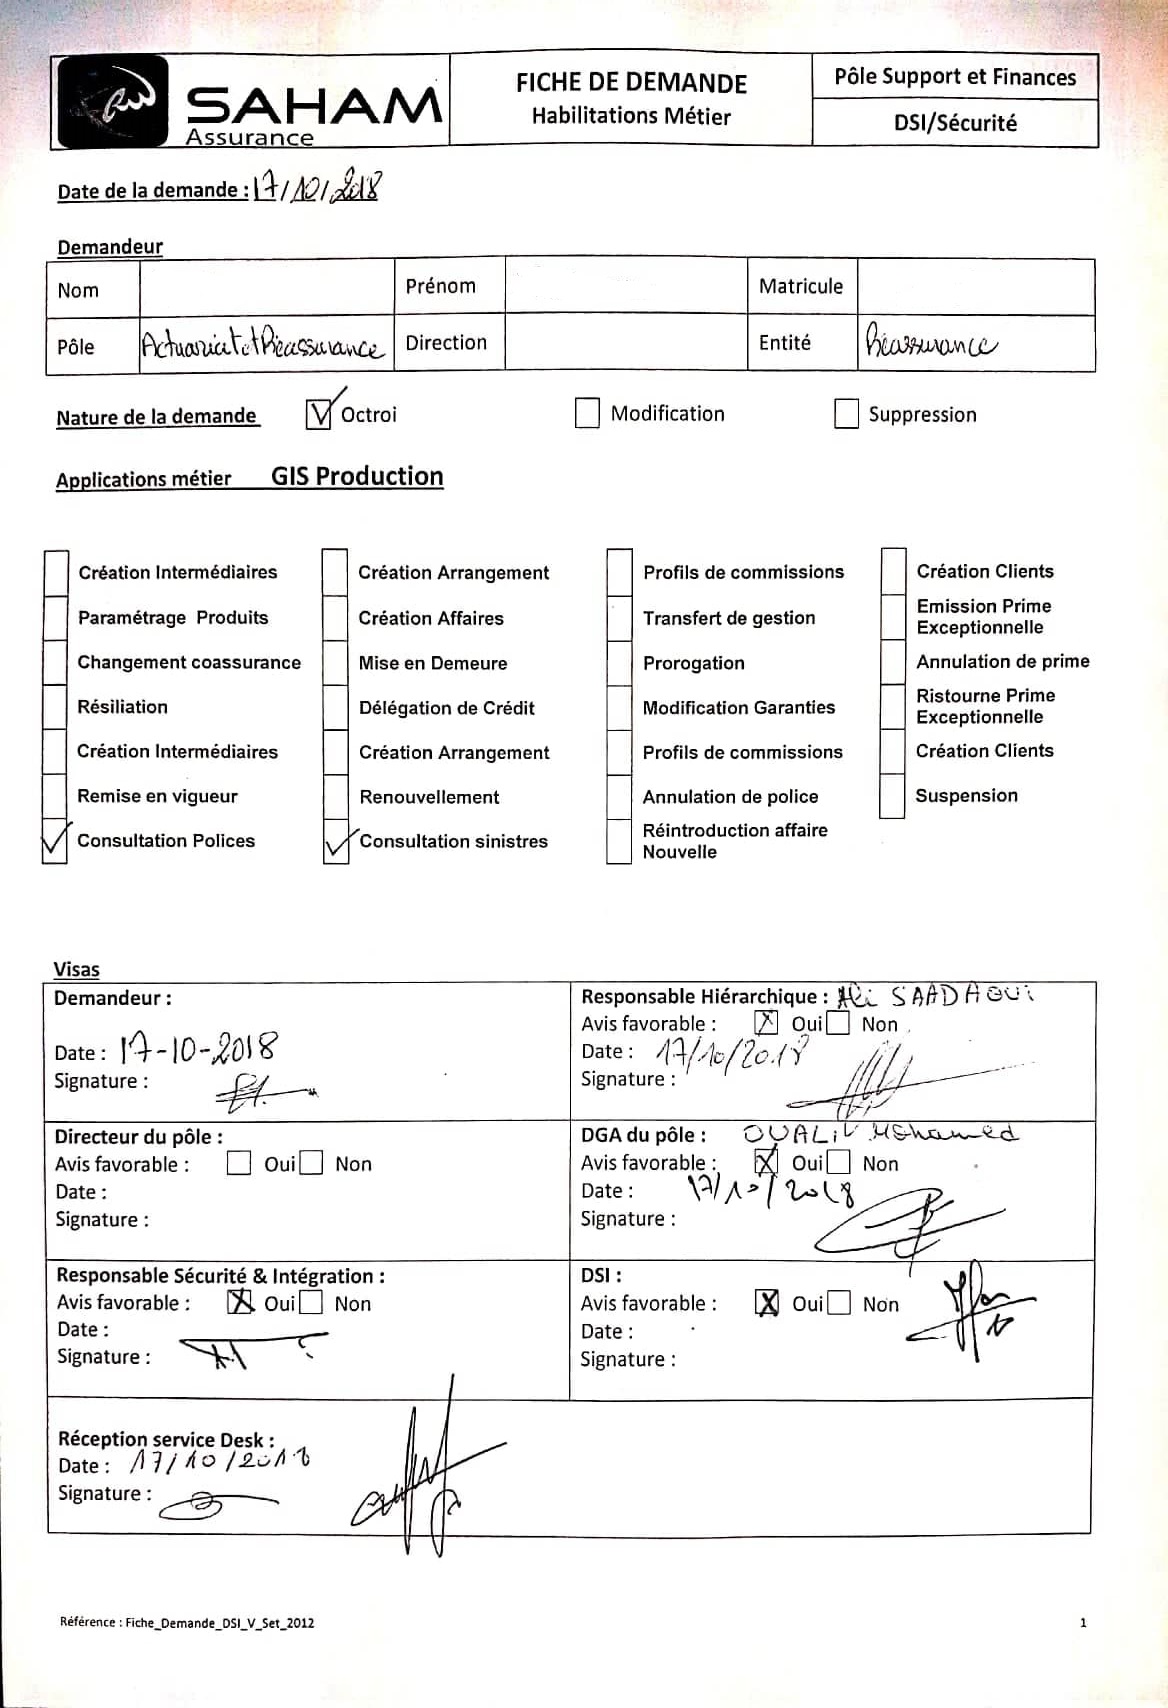 SAHAM
Assurance
FICHE DE DEMANDE
Habilitations Métier
Pôle Support et Finances
DSI/Sécurité
Date de la demande : 17/10/2018
Demandeur
Nom Prénom Matricule
Pôle Actuariat et Réassurance Direction Entité Réassurance
Nature de la demande Octroi Modification Suppression
Applications métier GIS Production
Création Intermédiaires Création Arrangement Profils de commissions Création Clients
Paramétrage Produits Création Affaires Transfert de gestion Emission Prime Exceptionnelle
Changement coassurance Mise en Demeure Prorogation Annulation de prime
Résiliation Délégation de Crédit Modification Garanties Ristourne Prime Exceptionnelle
Création Intermédiaires Création Arrangement Profils de commissions Création Clients
Remise en vigueur Renouvellement Annulation de police Suspension
Consultation Polices Consultation sinistres Réintroduction affaire Nouvelle
Visas
Demandeur :
Date : 17-10-2018
Signature :
Responsable Hiérarchique : Ali SAADAOUI
Avis favorable : Oui Non
Date : 17/10/2018
Signature :
Directeur du pôle :
Avis favorable : Oui Non
Date :
Signature :
DGA du pôle : OUALIV Mohamed
Avis favorable : Oui Non
Date : 17/10/2018
Signature :
Responsable Sécurité & Intégration :
Avis favorable : Oui Non
Date :
Signature :
DSI :
Avis favorable : Oui Non
Date :
Signature :
Réception service Desk :
Date : 17/10/2018
Signature :
Référence : Fiche_Demande_DSI_V_Set_2012
1